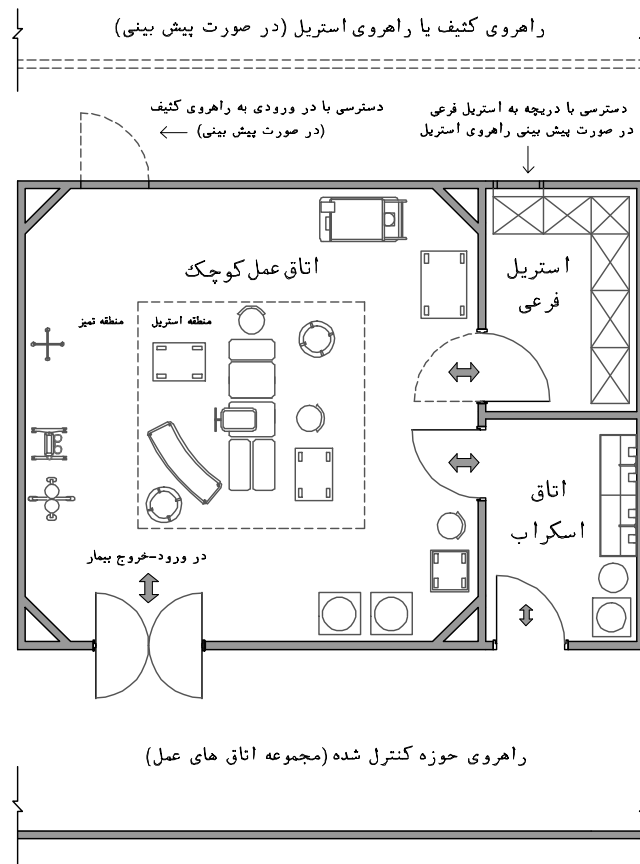 راهروی کثیف یا راهروی استریل (در صورت پیش بینی)
دسترسی با دریچه به استریل فرعی
در صورت پیش بینی راهروی استریل
دسترسی با در ورودی به راهروی کثیف
(در صورت پیش بینی)
اتاق عمل کوچک
استریل
فرعی
منطقه استریل
منطقه تمیز
اتاق
اسکراب
در ورود-خروج بیمار
راهروی حوزه کنترل شده (مجموعه اتاق های عمل)